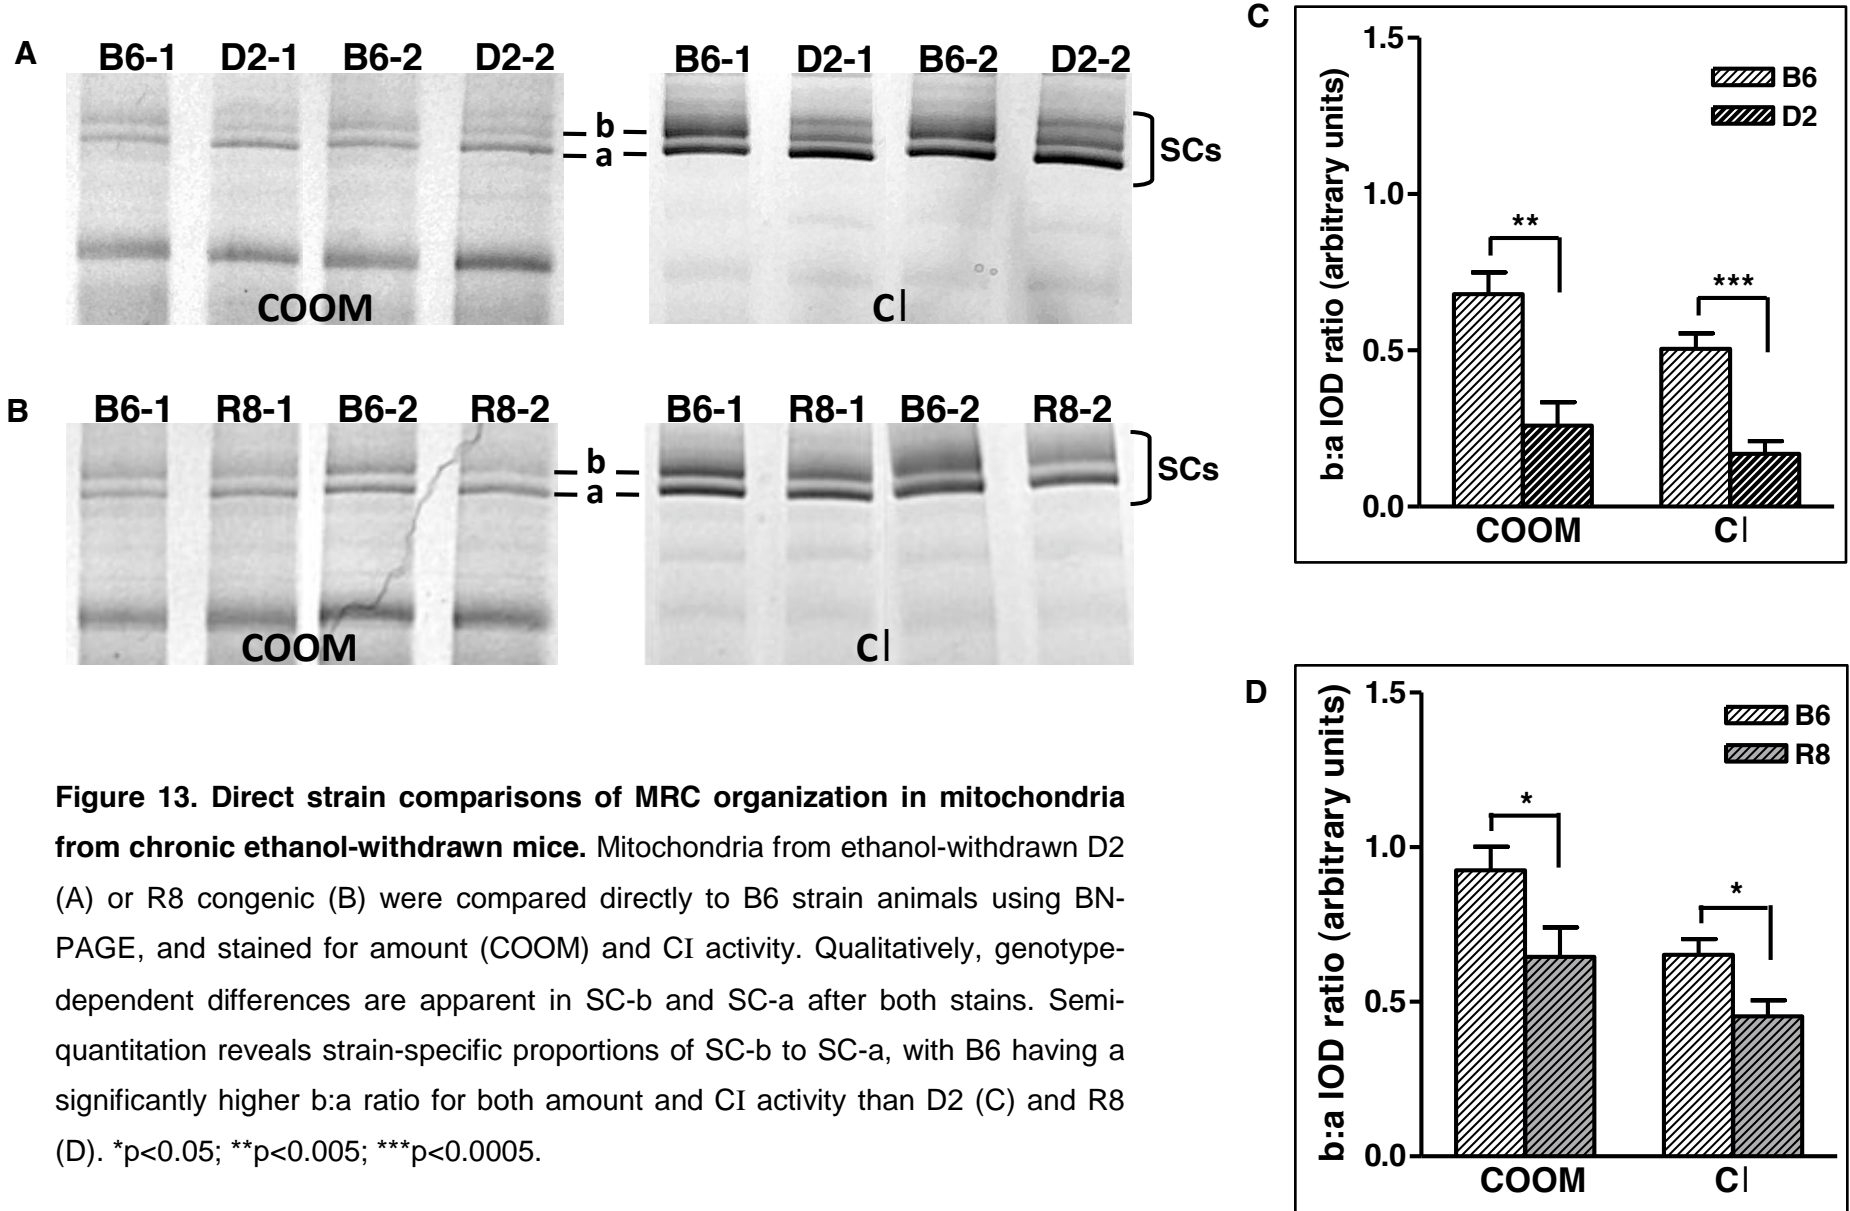 A
B6-1 D2-1 B6-2 D2-2
B6-1 D2-1 B6-2 D2-2
b
a
SCs
COOM
CI
B
B6-1 R8-1 B6-2 R8-2
B6-1 R8-1 B6-2 R8-2
b
a
SCs
COOM
CI
C
b:a IOD ratio (arbitrary units)
1.5
1.0
0.5
0.0
B6
D2
**
***
COOM
CI
D
b:a IOD ratio (arbitrary units)
1.5
1.0
0.5
0.0
B6
R8
*
*
COOM
CI
Figure 13. Direct strain comparisons of MRC organization in mitochondria
from chronic ethanol-withdrawn mice. Mitochondria from ethanol-withdrawn D2
(A) or R8 congenic (B) were compared directly to B6 strain animals using BN-
PAGE, and stained for amount (COOM) and CI activity. Qualitatively, genotype-
dependent differences are apparent in SC-b and SC-a after both stains. Semi-
quantitation reveals strain-specific proportions of SC-b to SC-a, with B6 having a
significantly higher b:a ratio for both amount and CI activity than D2 (C) and R8
(D). *p<0.05; **p<0.005; ***p<0.0005.